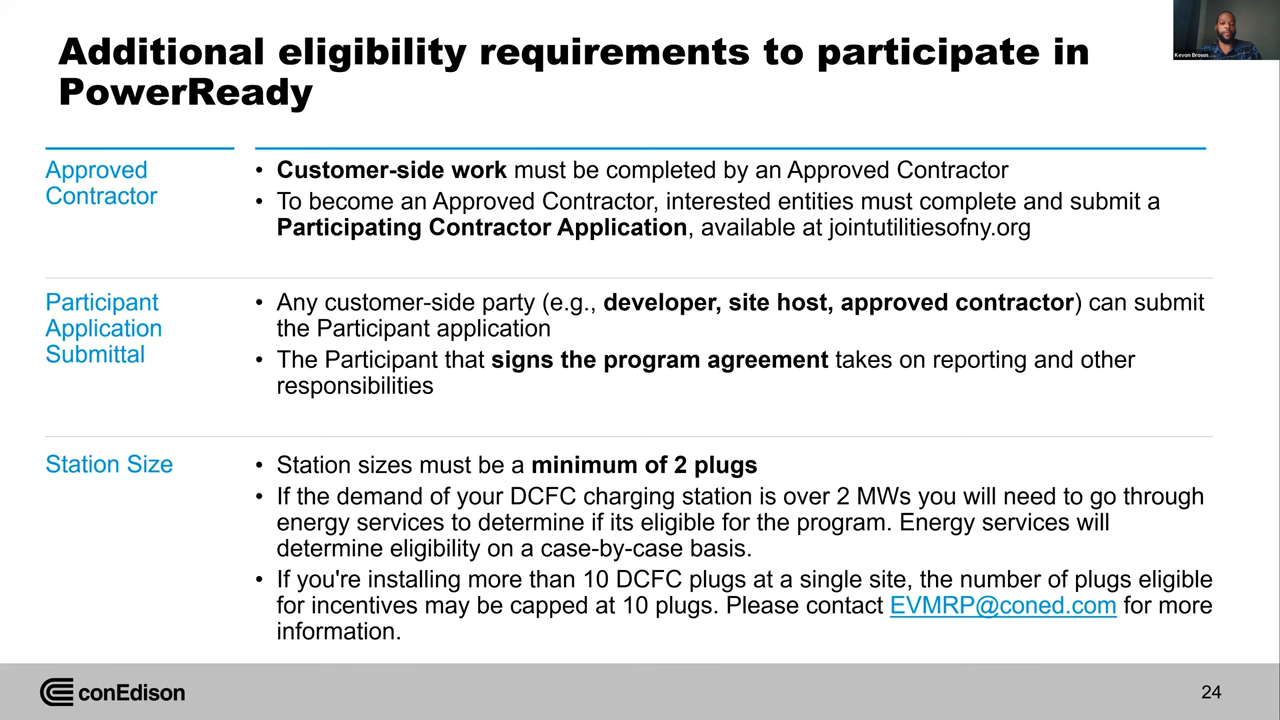 Additional eligibility requirements to participate in
PowerReady
Kevon Brown
Approved
Contractor
• Customer-side work must be completed by an Approved Contractor
• To become an Approved Contractor, interested entities must complete and submit a
Participating Contractor Application, available at jointutilitiesofny.org
Participant
Application
Submittal
• Any customer-side party (e.g., developer, site host, approved contractor) can submit
the Participant application
• The Participant that signs the program agreement takes on reporting and other
responsibilities
Station Size
• Station sizes must be a minimum of 2 plugs
• If the demand of your DCFC charging station is over 2 MWs you will need to go through
energy services to determine if its eligible for the program. Energy services will
determine eligibility on a case-by-case basis.
• If you're installing more than 10 DCFC plugs at a single site, the number of plugs eligible
for incentives may be capped at 10 plugs. Please contact EVMRP@coned.com for more
information.
conEdison
24